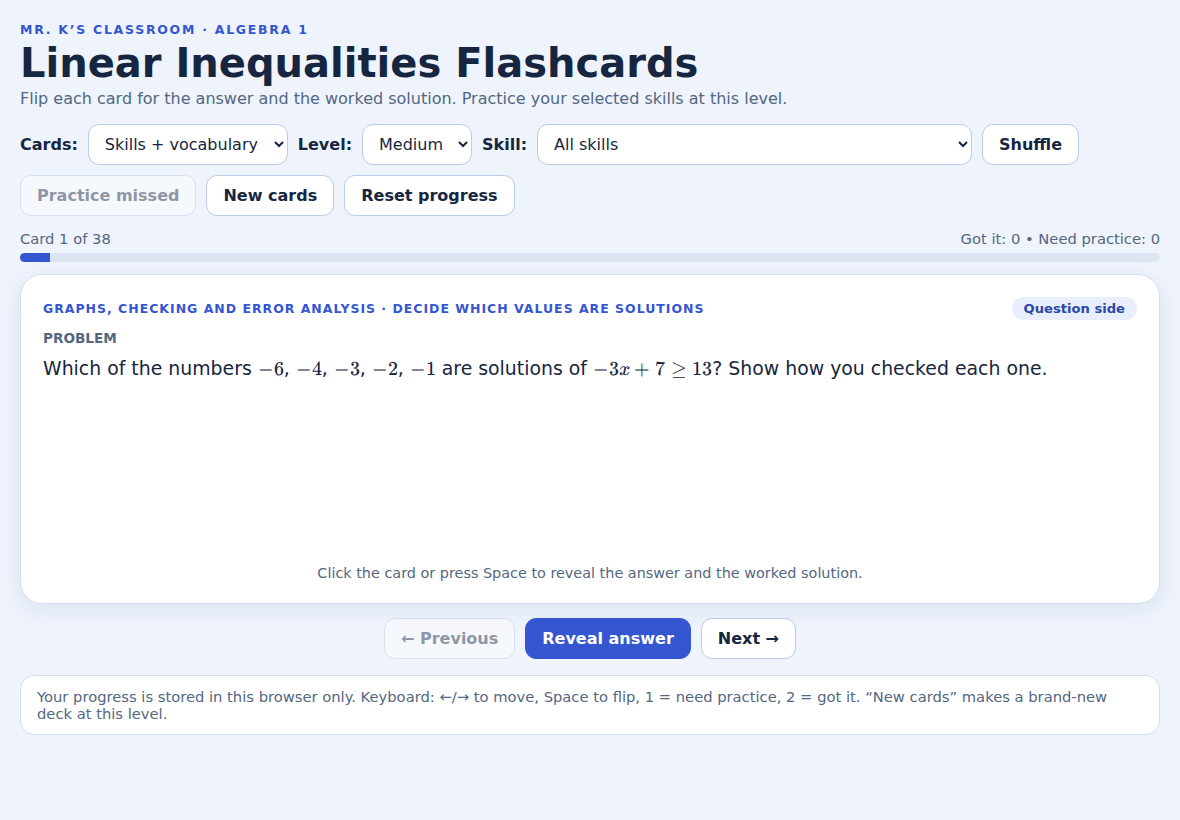 MR. K’S CLASSROOM · ALGEBRA 1
Linear Inequalities Flashcards
Flip each card for the answer and the worked solution. Practice your selected skills at this level.
Cards: Skills + vocabulary Level: Medium Skill: All skills Shuffle
Practice missed New cards Reset progress
Card 1 of 38 Got it: 0 • Need practice: 0
GRAPHS, CHECKING AND ERROR ANALYSIS · DECIDE WHICH VALUES ARE SOLUTIONS Question side
PROBLEM
Which of the numbers −6, −4, −3, −2, −1 are solutions of −3x + 7 ≥ 13? Show how you checked each one.
Click the card or press Space to reveal the answer and the worked solution.
← Previous Reveal answer Next →
Your progress is stored in this browser only. Keyboard: ←/→ to move, Space to flip, 1 = need practice, 2 = got it. “New cards” makes a brand-new
deck at this level.